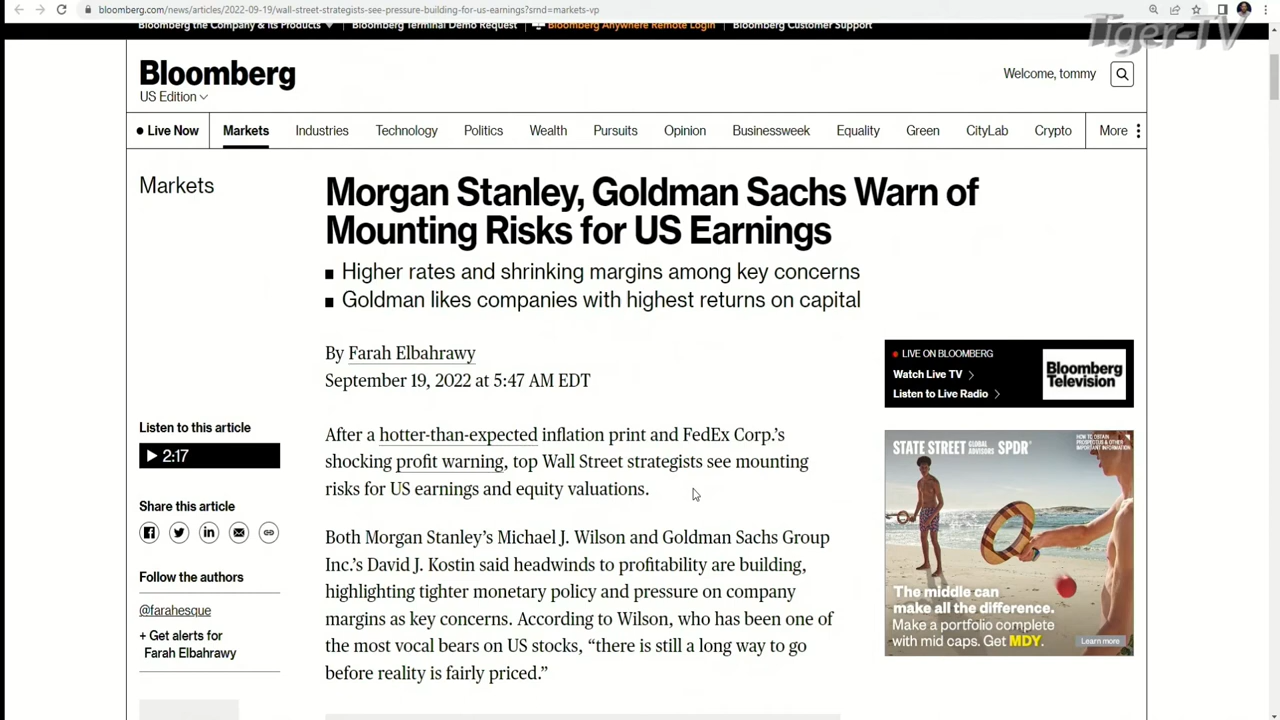 bloomberg.com/news/articles/2022-09-19/wall-street-strategists-see-pressure-building-for-us-earnings?srnd=markets-vp
Bloomberg the Company & Its Products Bloomberg Terminal Demo Request Bloomberg Anywhere Remote Login Bloomberg Customer Support
Tiger-TV
Bloomberg
US Edition
Welcome, tommy
Live Now Markets Industries Technology Politics Wealth Pursuits Opinion Businessweek Equality Green CityLab Crypto More
Markets
Morgan Stanley, Goldman Sachs Warn of
Mounting Risks for US Earnings
Higher rates and shrinking margins among key concerns
Goldman likes companies with highest returns on capital
By Farah Elbahrawy
September 19, 2022 at 5:47 AM EDT
LIVE ON BLOOMBERG
Watch Live TV
Listen to Live Radio
Bloomberg
Television
Listen to this article
2:17
Share this article
Follow the authors
@farahesque
+ Get alerts for
Farah Elbahrawy
After a hotter-than-expected inflation print and FedEx Corp.’s
shocking profit warning, top Wall Street strategists see mounting
risks for US earnings and equity valuations.
Both Morgan Stanley’s Michael J. Wilson and Goldman Sachs Group
Inc.’s David J. Kostin said headwinds to profitability are building,
highlighting tighter monetary policy and pressure on company
margins as key concerns. According to Wilson, who has been one of
the most vocal bears on US stocks, “there is still a long way to go
before reality is fairly priced.”
STATE STREET GLOBAL ADVISORS SPDR®
HOW TO OBTAIN
PROSPECTUS & OTHER
IMPORTANT INFORMATION
The middle can
make all the difference.
Make a portfolio complete
with mid caps. Get MDY.
Learn more